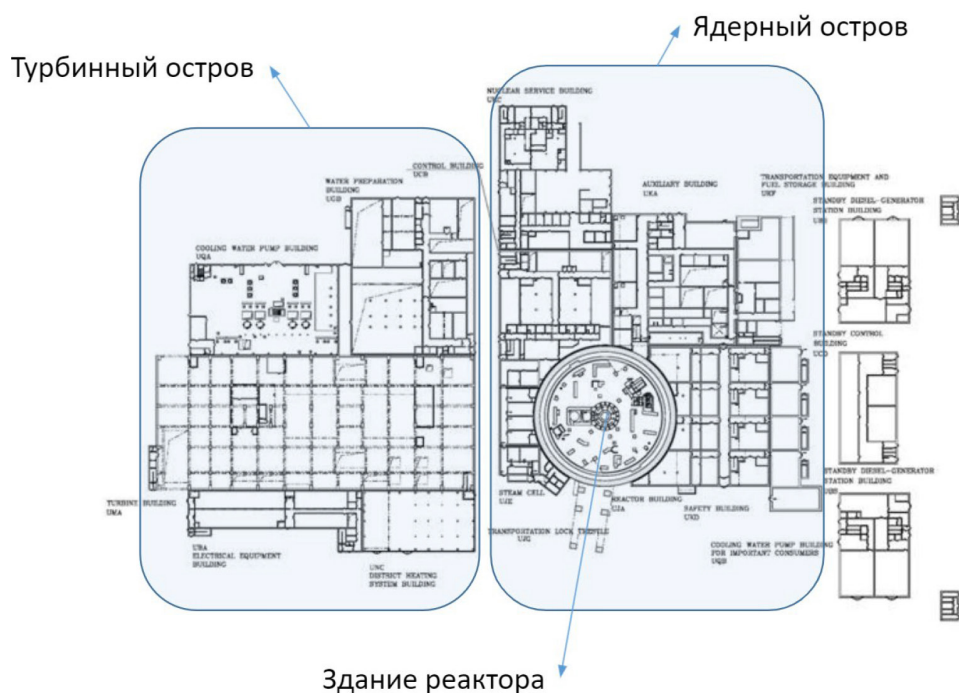 Ядерный остров
Турбинный остров
NUCLEAR SERVICE BUILDING
UKC
CONTROL BUILDING
UCB
WATER PREPARATION
BUILDING
UGD
AUXILIARY BUILDING
UKA
TRANSPORTATION EQUIPMENT AND
FUEL STORAGE BUILDING
UKF
STANDBY DIESEL-GENERATOR
STATION BUILDING
COOLING WATER PUMP BUILDING
UQA
STANDBY CONTROL
BUILDING
STANDBY DIESEL-GENERATOR
STATION BUILDING
TURBINE BUILDING
UMA
STEAM CELL
UJE
REACTOR BUILDING
UJA
SAFETY BUILDING
UKD
TRANSPORTATION LOCK
UJG
UBA
ELECTRICAL EQUIPMENT
BUILDING
UNC
DISTRICT HEATING
SYSTEM BUILDING
COOLING WATER PUMP BUILDING
FOR IMPORTANT CONSUMERS
UQB
Здание реактора